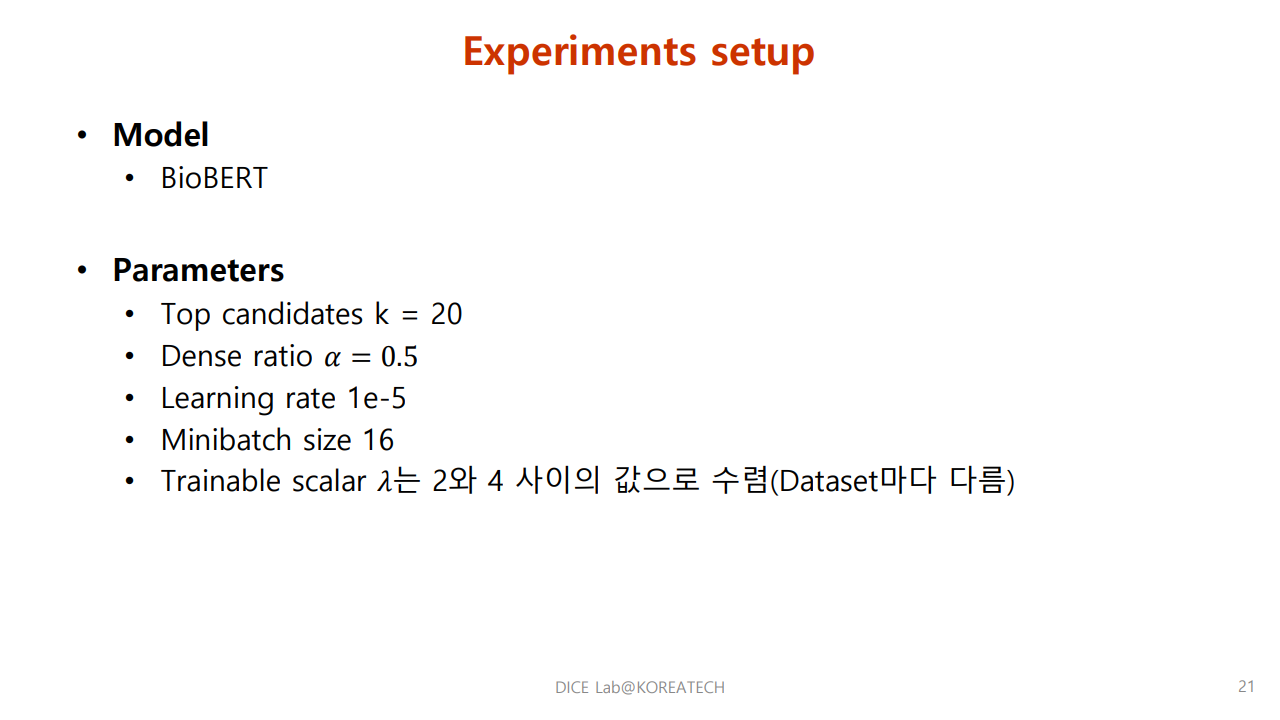 Experiments setup
• Model
• BioBERT
• Parameters
• Top candidates k = 20
• Dense ratio 𝛼 = 0.5
• Learning rate 1e-5
• Minibatch size 16
• Trainable scalar 𝜆는 2와 4 사이의 값으로 수렴(Dataset마다 다름)
DICE Lab@KOREATECH
21